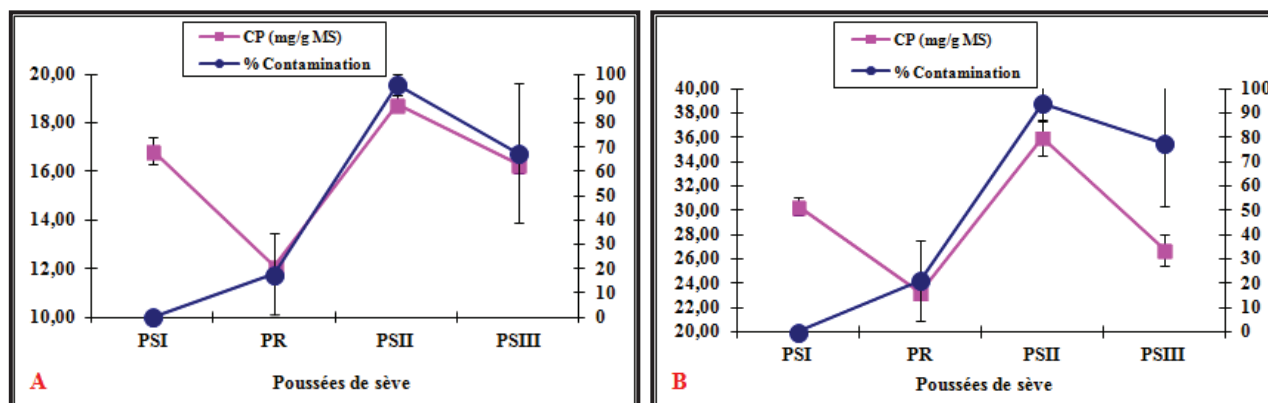 CP (mg/g MS)
% Contamination
20,00
18,00
16,00
14,00
12,00
10,00
100
90
80
70
60
50
40
30
20
10
0
PSI
PR
PSII
PSIII
A
Poussées de sève
CP (mg/g MS)
% Contamination
40,00
38,00
36,00
34,00
32,00
30,00
28,00
26,00
24,00
22,00
20,00
100
90
80
70
60
50
40
30
20
10
0
PSI
PR
PSII
PSIII
B
Poussées de sève